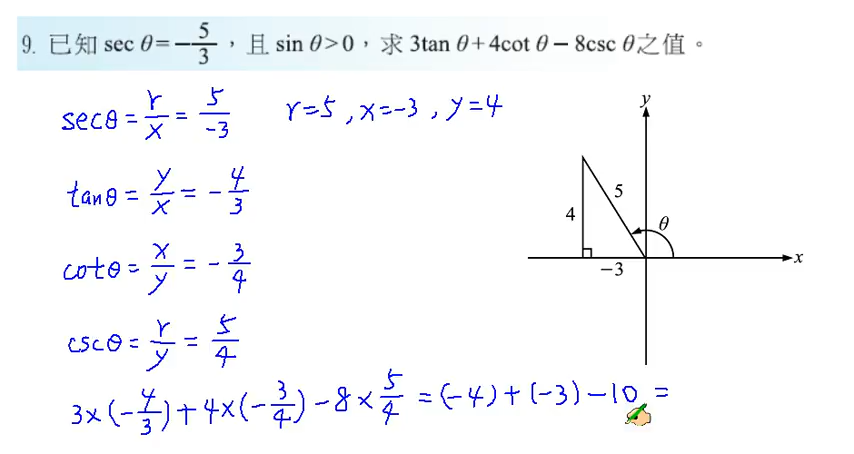 9. 已知 sec θ=−5/3，且 sin θ>0，求 3tan θ+4cot θ−8csc θ之值。
secθ = r/x = 5/-3   r=5 , x=-3 , y=4
tanθ = y/x = -4/3
cotθ = x/y = -3/4
cscθ = r/y = 5/4
3×(-4/3)+4×(-3/4)-8×5/4 = (-4)+(-3)-10 =
y
5
4
θ
−3
x